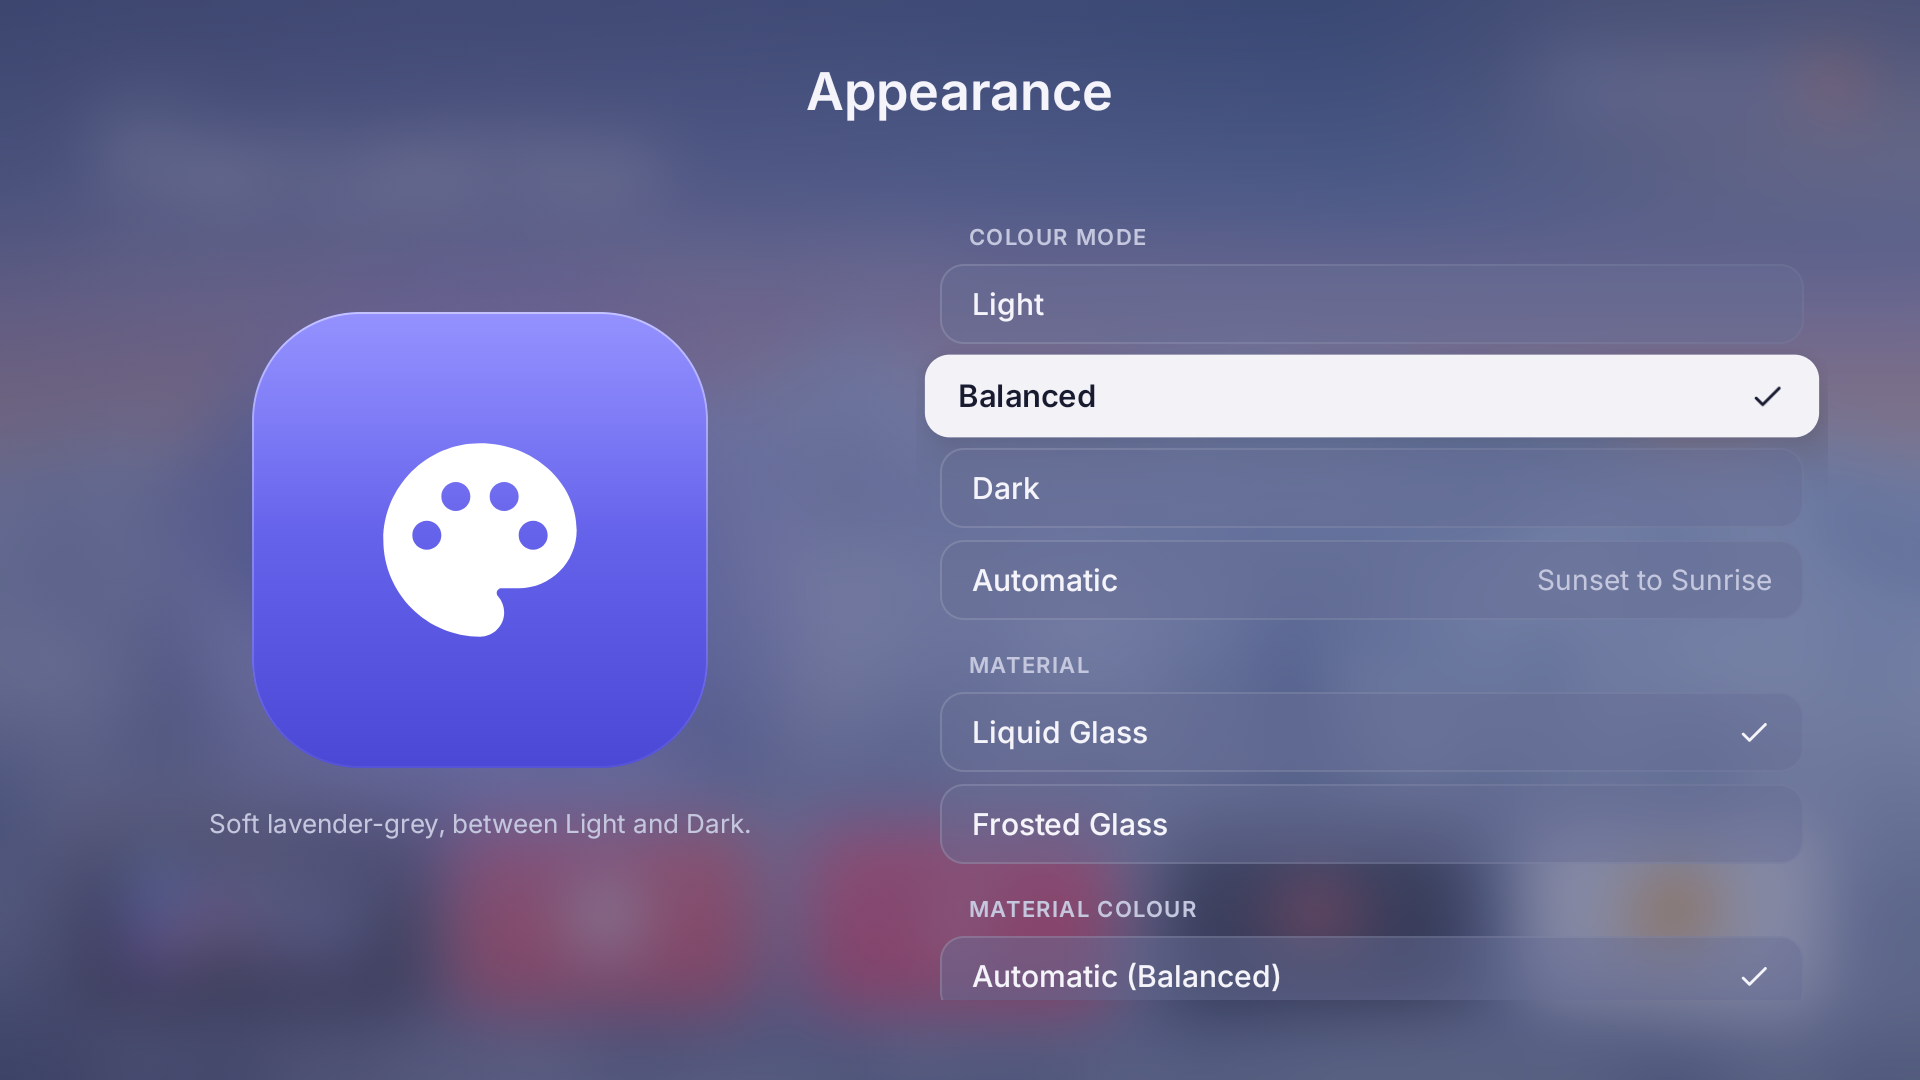 Appearance
COLOUR MODE
Light
Balanced
Dark
Automatic Sunset to Sunrise
MATERIAL
Liquid Glass
Frosted Glass
MATERIAL COLOUR
Automatic (Balanced)
Soft lavender-grey, between Light and Dark.